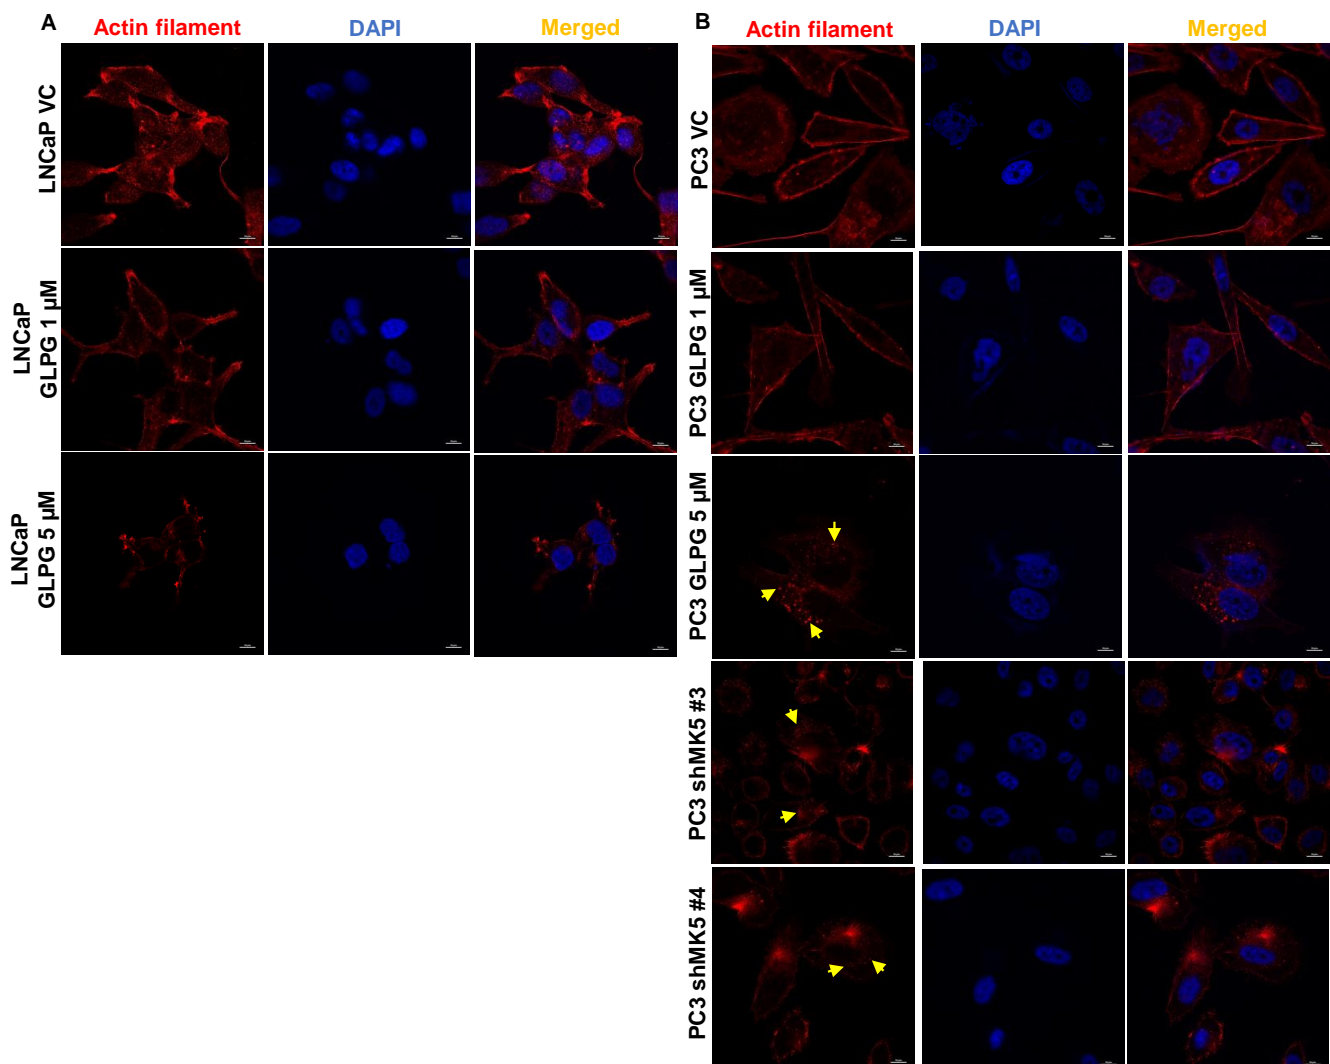 A
Actin filament DAPI Merged
LNCaP VC
LNCaP
GLPG 1 µM
LNCaP
GLPG 5 µM
B
Actin filament DAPI Merged
PC3 VC
PC3 GLPG 1 µM
PC3 GLPG 5 µM
PC3 shMK5 #3
PC3 shMK5 #4